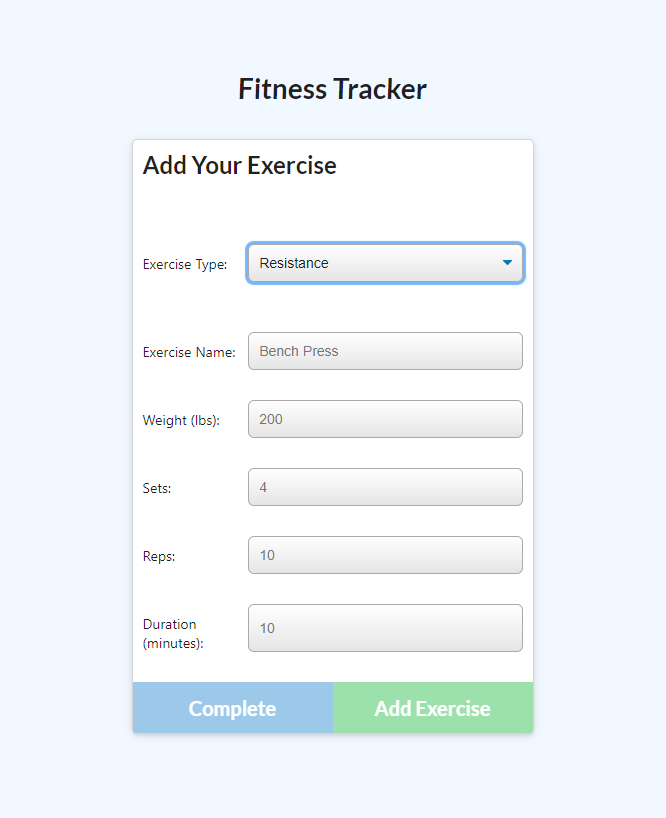 Fitness Tracker
Add Your Exercise
Exercise Type: Resistance
Exercise Name: Bench Press
Weight (lbs): 200
Sets: 4
Reps: 10
Duration
(minutes): 10
Complete Add Exercise